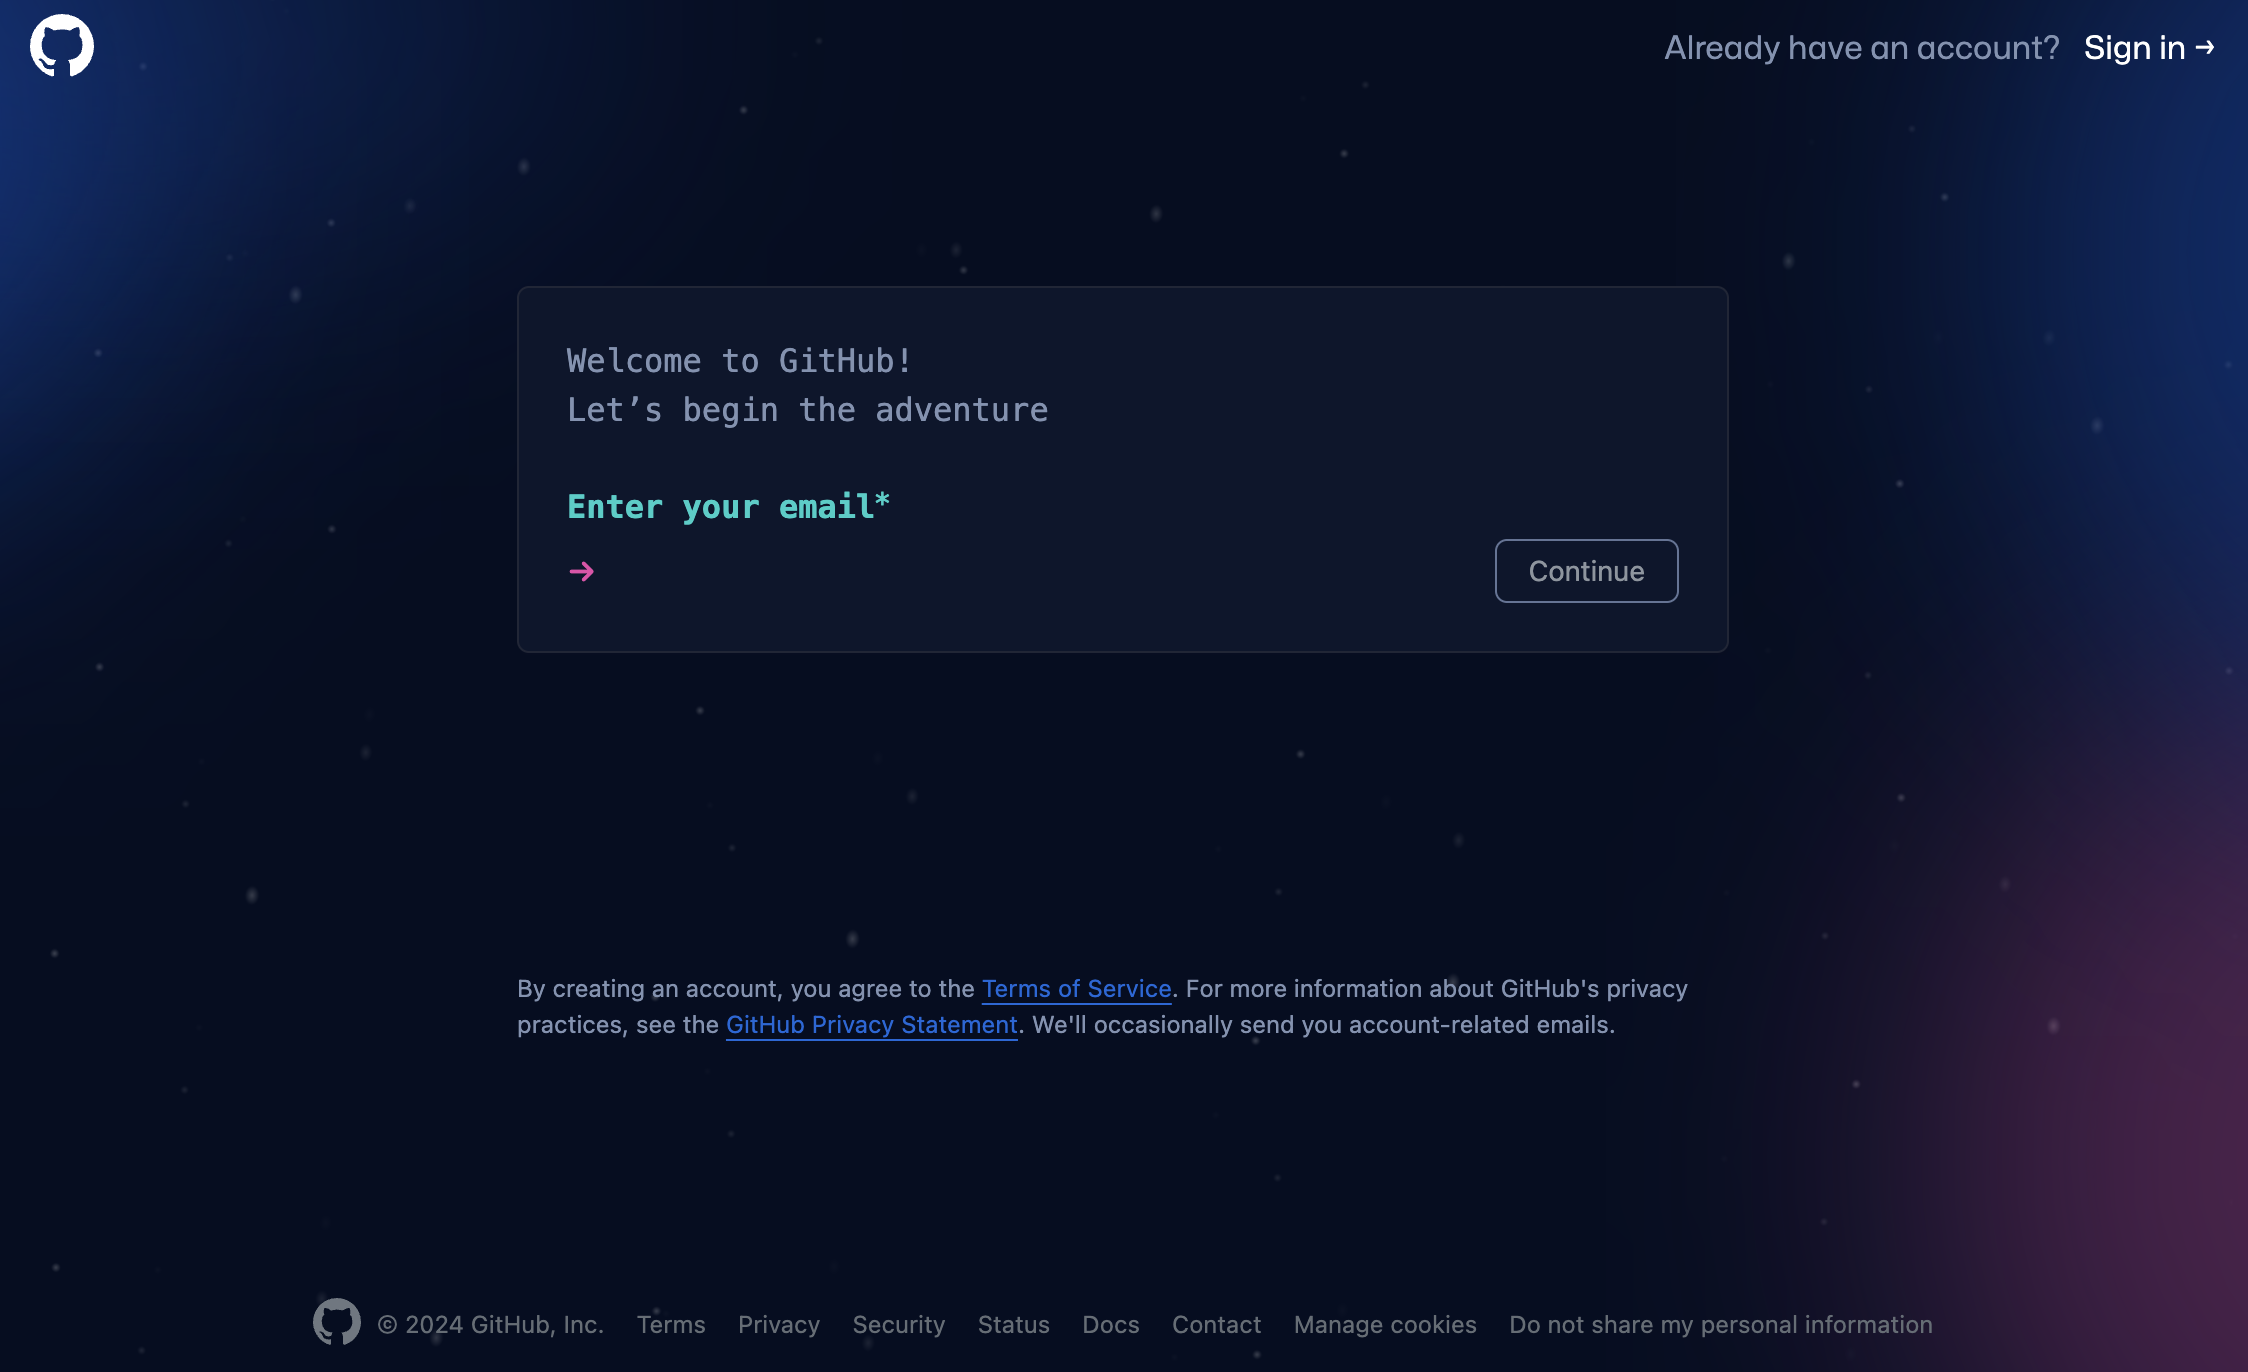 Already have an account? Sign in →
Welcome to GitHub!
Let’s begin the adventure
Enter your email*
→
Continue
By creating an account, you agree to the Terms of Service. For more information about GitHub's privacy
practices, see the GitHub Privacy Statement. We'll occasionally send you account-related emails.
© 2024 GitHub, Inc. Terms Privacy Security Status Docs Contact Manage cookies Do not share my personal information